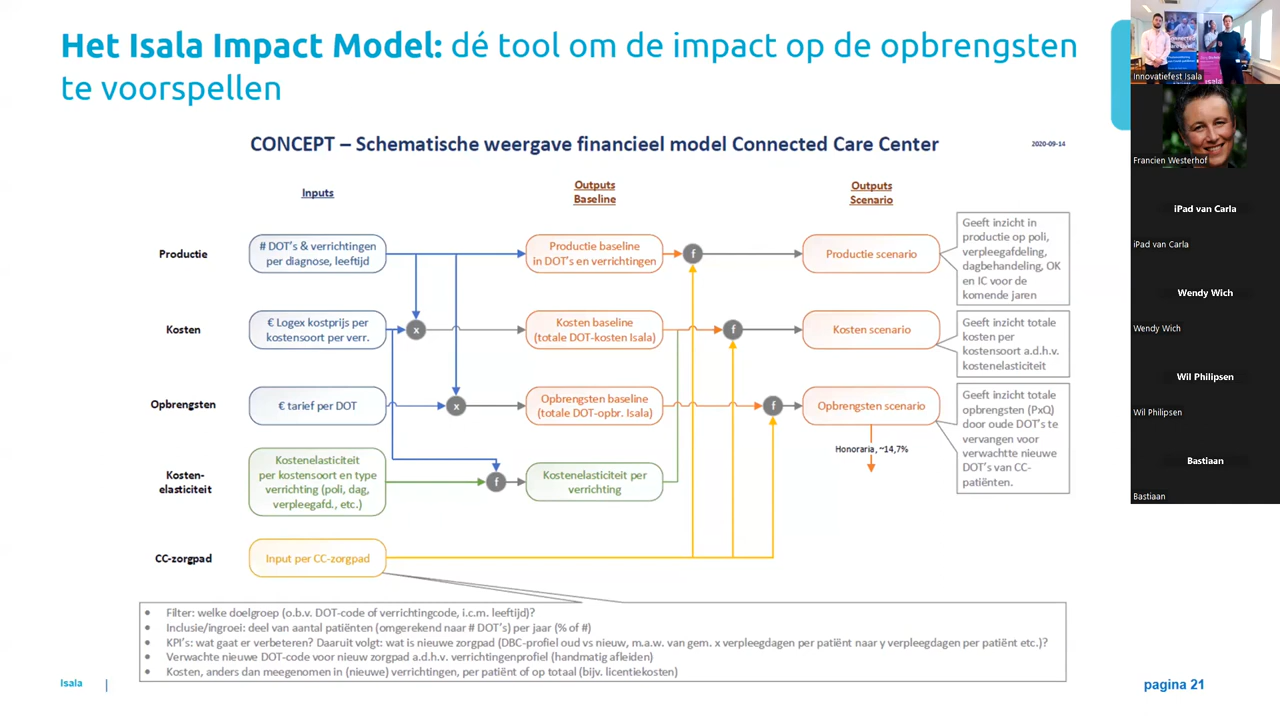 Het Isala Impact Model: dé tool om de impact op de opbrengsten
te voorspellen
CONCEPT – Schematische weergave financieel model Connected Care Center
2020-09-14
Inputs
Outputs
Baseline
Outputs
Scenario
Productie
# DOT's & verrichtingen
per diagnose, leeftijd
Productie baseline
in DOT's en verrichtingen
f
Productie scenario
Geeft inzicht in
productie op poli,
verpleegafdeling,
dagbehandeling, OK
en IC voor de
komende jaren
Kosten
€ Logex kostprijs per
kostensoort per verr.
x
Kosten baseline
(totale DOT-kosten Isala)
f
Kosten scenario
Geeft inzicht totale
kosten per
kostensoort a.d.h.v.
kostenelasticiteit
Opbrengsten
€ tarief per DOT
x
Opbrengsten baseline
(totale DOT-opbr. Isala)
f
Opbrengsten scenario
Geeft inzicht totale
opbrengsten (PxQ)
door oude DOT's te
vervangen voor
verwachte nieuwe
DOT's van CC-
patiënten.
Honoraria, ~14,7%
Kosten-
elasticiteit
Kostenelasticiteit
per kostensoort en type
verrichting (poli, dag,
verpleegafd., etc.)
f
Kostenelasticiteit per
verrichting
CC-zorgpad
Input per CC-zorgpad
• Filter: welke doelgroep (o.b.v. DOT-code of verrichtingcode, i.c.m. leeftijd)?
• Inclusie/ingroei: deel van aantal patiënten (omgerekend naar # DOT's) per jaar (% of #)
• KPI's: wat gaat er verbeteren? Daaruit volgt: wat is nieuwe zorgpad (DBC-profiel oud vs nieuw, m.a.w. van gem. x verpleegdagen per patiënt naar y verpleegdagen per patiënt etc.)?
• Verwachte nieuwe DOT-code voor nieuw zorgpad a.d.h.v. verrichtingenprofiel (handmatig afleiden)
• Kosten, anders dan meegenomen in (nieuwe) verrichtingen, per patiënt of op totaal (bijv. licentiekosten)
Isala
pagina 21
Innovatiefest Isala
Francien Westerhof
iPad van Carla
iPad van Carla
Wendy Wich
Wendy Wich
Wil Philipsen
Wil Philipsen
Bastiaan
Bastiaan